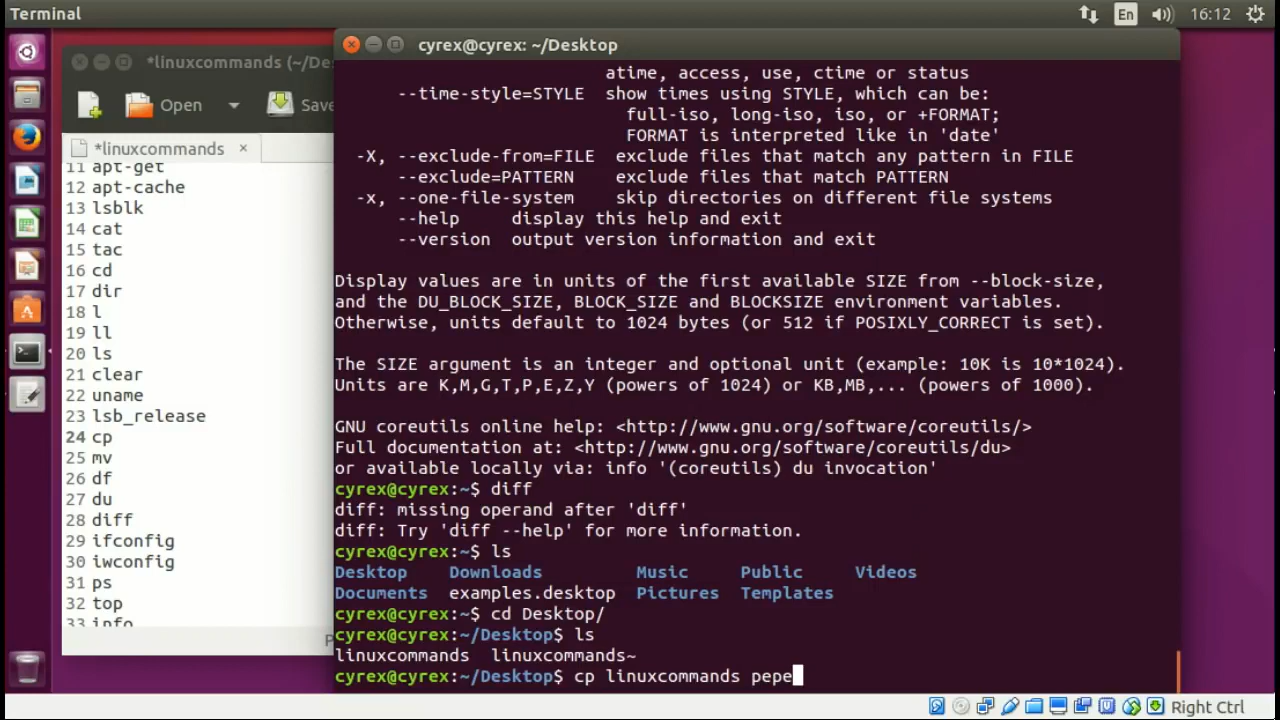 Terminal
En
16:12
*linuxcommands (~/De
Open
Save
*linuxcommands ×
11 apt-get
12 apt-cache
13 lsblk
14 cat
15 tac
16 cd
17 dir
18 l
19 ll
20 ls
21 clear
22 uname
23 lsb_release
24 cp
25 mv
26 df
27 du
28 diff
29 ifconfig
30 iwconfig
31 ps
32 top
33 info
P
cyrex@cyrex: ~/Desktop
atime, access, use, ctime or status
--time-style=STYLE  show times using STYLE, which can be:
full-iso, long-iso, iso, or +FORMAT;
FORMAT is interpreted like in 'date'
-X, --exclude-from=FILE  exclude files that match any pattern in FILE
--exclude=PATTERN    exclude files that match PATTERN
-x, --one-file-system    skip directories on different file systems
--help     display this help and exit
--version  output version information and exit
Display values are in units of the first available SIZE from --block-size,
and the DU_BLOCK_SIZE, BLOCK_SIZE and BLOCKSIZE environment variables.
Otherwise, units default to 1024 bytes (or 512 if POSIXLY_CORRECT is set).
The SIZE argument is an integer and optional unit (example: 10K is 10*1024).
Units are K,M,G,T,P,E,Z,Y (powers of 1024) or KB,MB,... (powers of 1000).
GNU coreutils online help: <http://www.gnu.org/software/coreutils/>
Full documentation at: <http://www.gnu.org/software/coreutils/du>
or available locally via: info '(coreutils) du invocation'
cyrex@cyrex:~$ diff
diff: missing operand after 'diff'
diff: Try 'diff --help' for more information.
cyrex@cyrex:~$ ls
Desktop    Downloads         Music     Public     Videos
Documents  examples.desktop  Pictures  Templates
cyrex@cyrex:~$ cd Desktop/
cyrex@cyrex:~/Desktop$ ls
linuxcommands  linuxcommands~
cyrex@cyrex:~/Desktop$ cp linuxcommands pepe
Right Ctrl